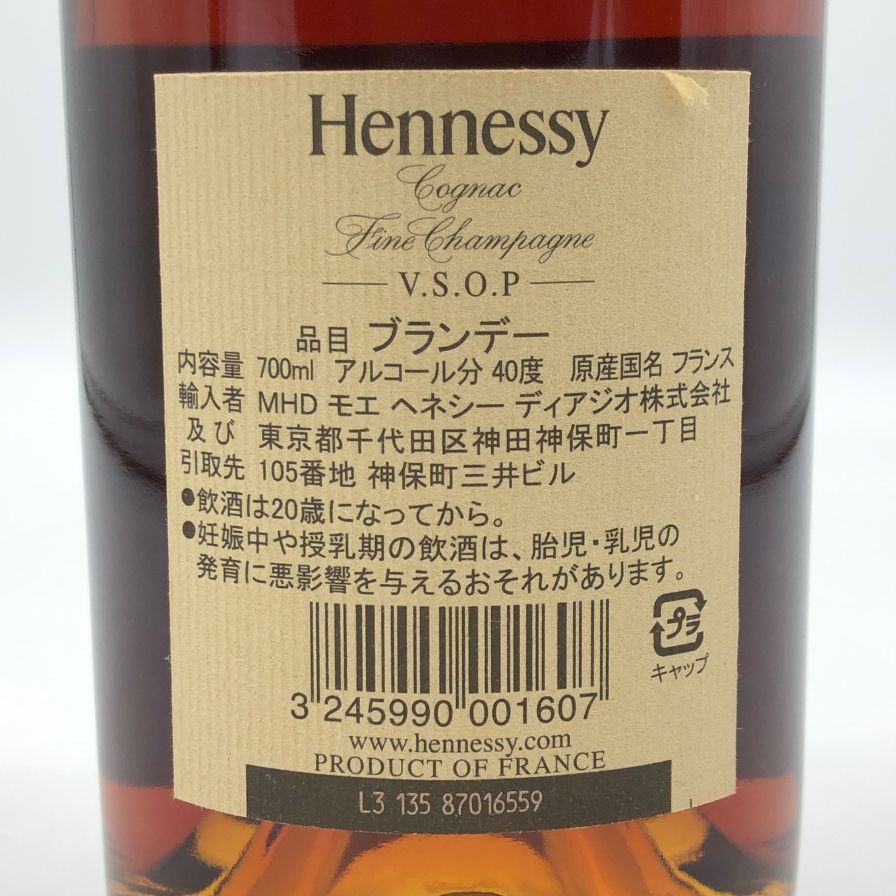 Hennessy
Cognac
Fine Champagne
V.S.O.P
品目 ブランデー
内容量 700ml アルコール分 40度 原産国名 フランス
輸入者 MHD モエ ヘネシー ディアジオ株式会社
及び 東京都千代田区神田神保町一丁目
引取先 105番地 神保町三井ビル
●飲酒は20歳になってから。
●妊娠中や授乳期の飲酒は、胎児・乳児の
発育に悪影響を与えるおそれがあります。
プラ
キャップ
3 245990 001607
www.hennessy.com
PRODUCT OF FRANCE
L3 135 87016559